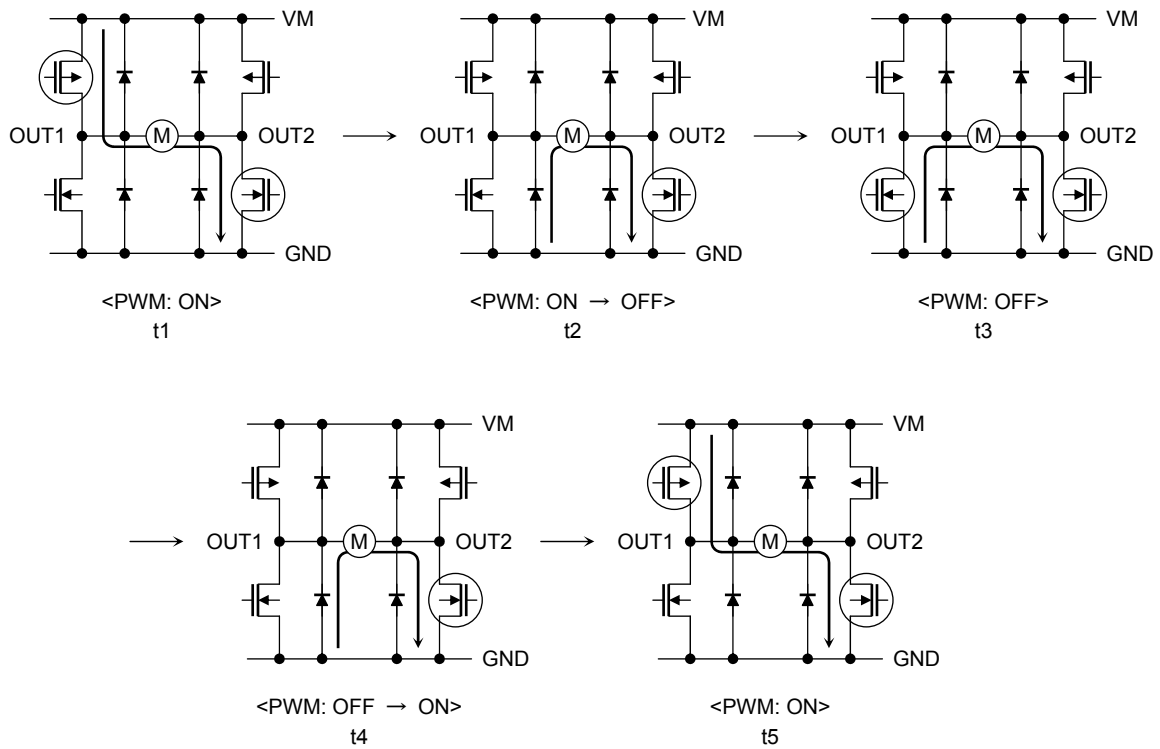 VM
OUT1
M
OUT2
GND
<PWM: ON>
t1
VM
OUT1
M
OUT2
GND
<PWM: ON → OFF>
t2
VM
OUT1
M
OUT2
GND
<PWM: OFF>
t3
VM
OUT1
M
OUT2
GND
<PWM: OFF → ON>
t4
VM
OUT1
M
OUT2
GND
<PWM: ON>
t5